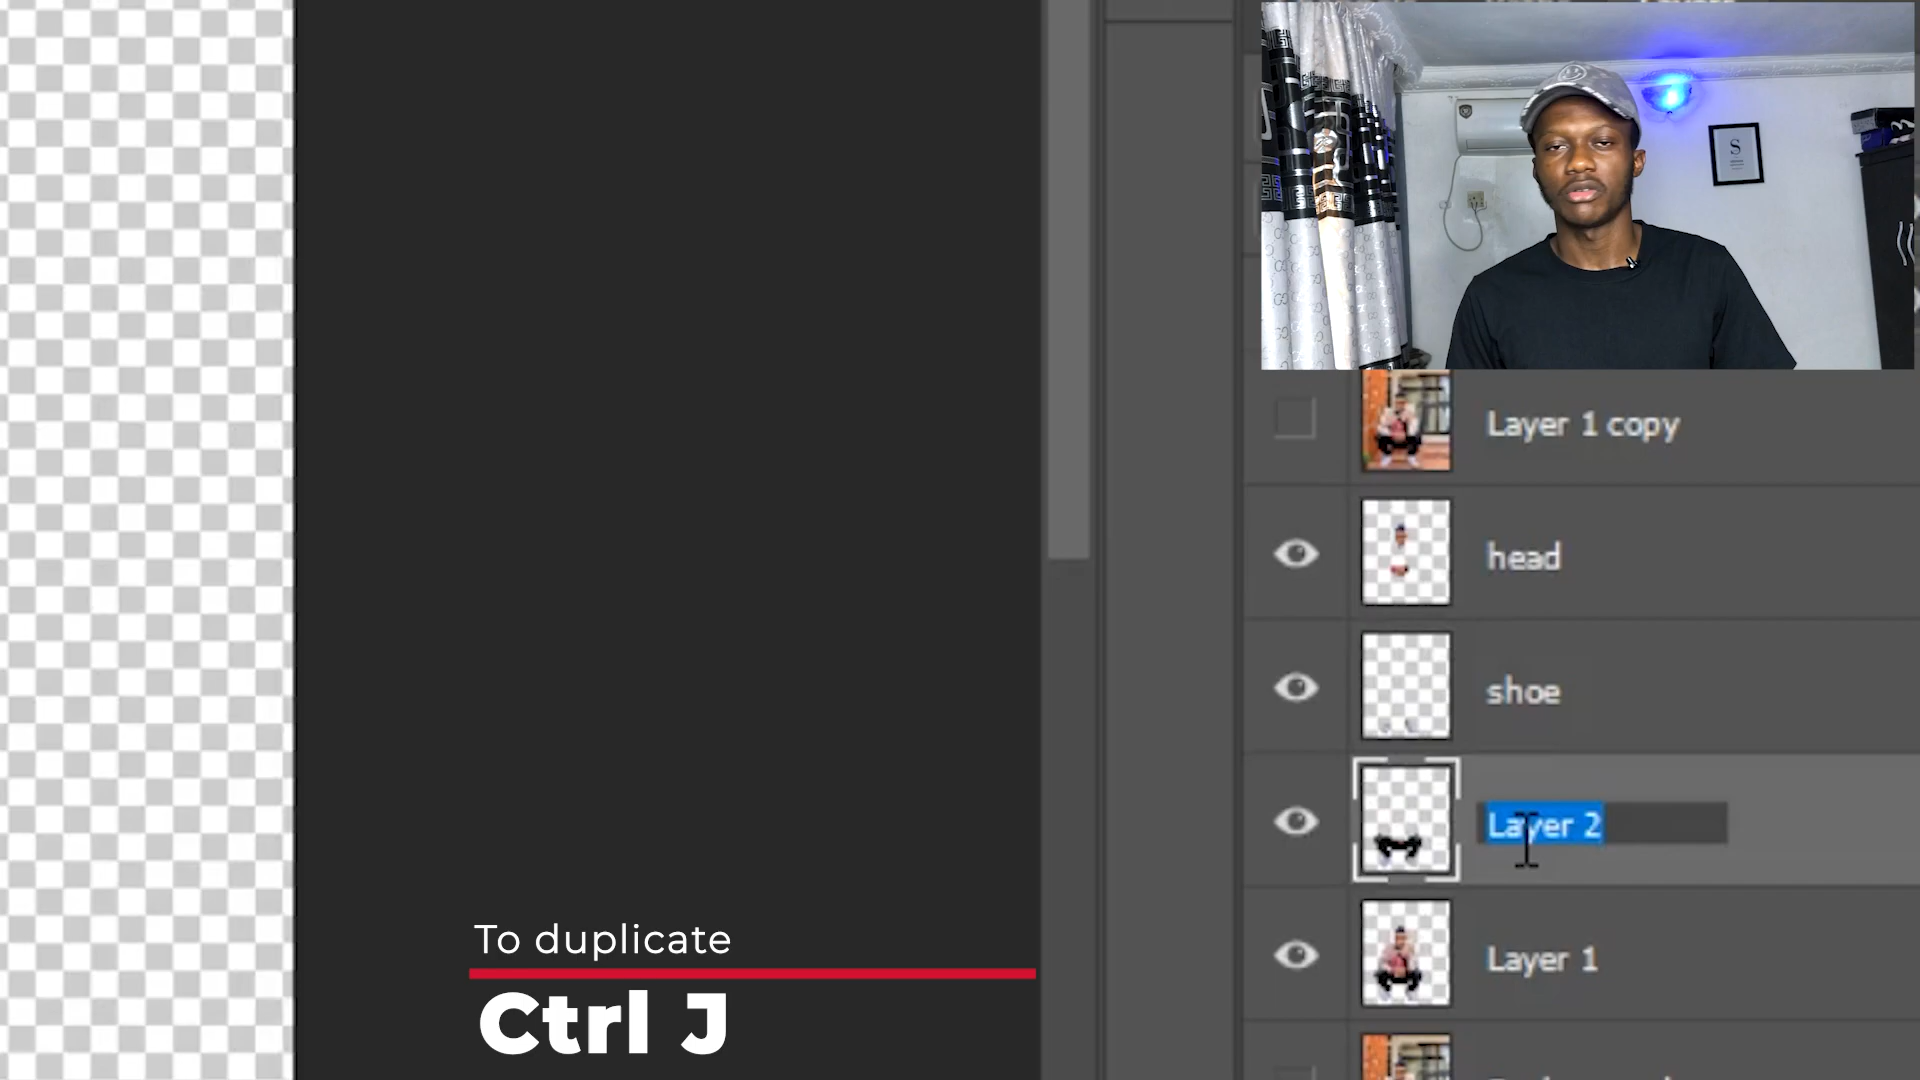 S
Layer 1 copy
head
shoe
Layer 2
Layer 1
To duplicate
Ctrl J